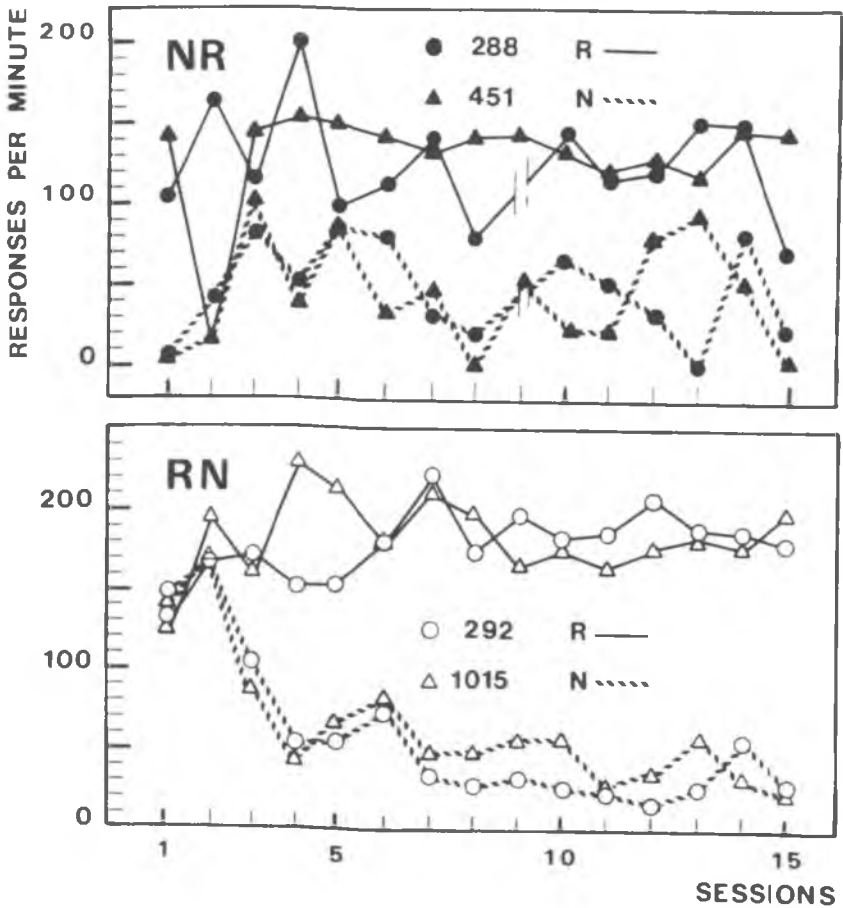 RESPONSES PER MINUTE
200
100
0
NR
288 R
451 N
200
100
0
RN
292 R
1015 N
1 5 10 15
SESSIONS